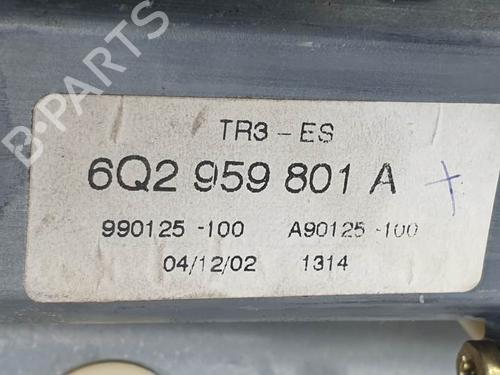 B-PARTS
TR3-ES
6Q2 959 801 A
990125 -100 A90125 -100
04/12/02 1314